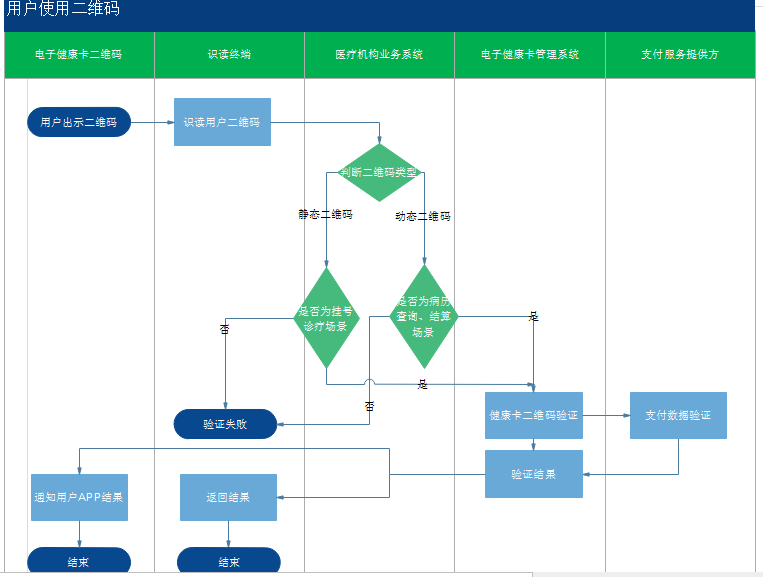 用户使用二维码
电子健康卡二维码
识读终端
医疗机构业务系统
电子健康卡管理系统
支付服务提供方
用户出示二维码
识读用户二维码
判断二维码类型
静态二维码
动态二维码
是否为挂号
诊疗场景
是否为病历
查询、结算
场景
否
是
是
否
验证失败
健康卡二维码验证
支付数据验证
验证结果
通知用户APP结果
返回结果
结束
结束